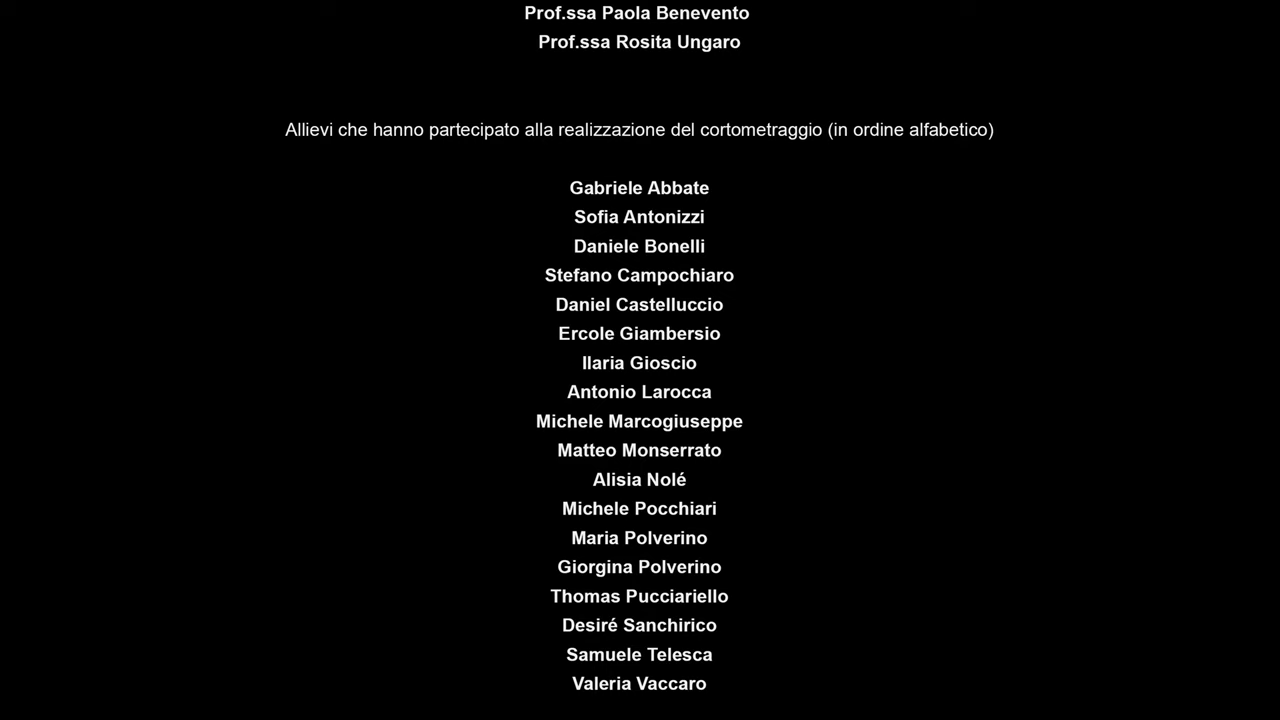 Prof.ssa Paola Benevento
Prof.ssa Rosita Ungaro
Allievi che hanno partecipato alla realizzazione del cortometraggio (in ordine alfabetico)
Gabriele Abbate
Sofia Antonizzi
Daniele Bonelli
Stefano Campochiaro
Daniel Castelluccio
Ercole Giambersio
Ilaria Gioscio
Antonio Larocca
Michele Marcogiuseppe
Matteo Monserrato
Alisia Nolé
Michele Pocchiari
Maria Polverino
Giorgina Polverino
Thomas Pucciariello
Desiré Sanchirico
Samuele Telesca
Valeria Vaccaro